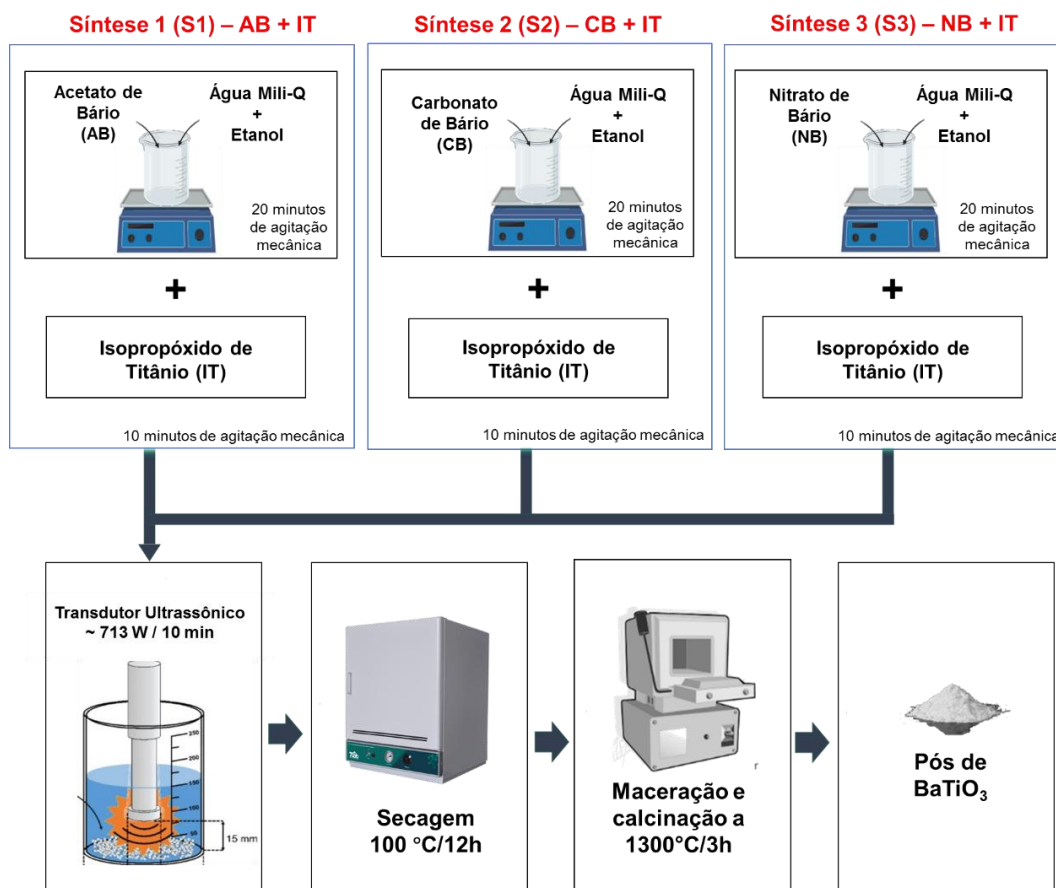 Síntese 1 (S1) – AB + IT
Síntese 2 (S2) – CB + IT
Síntese 3 (S3) – NB + IT
Acetato de
Bário
(AB)
Água Mili-Q
+
Etanol
20 minutos
de agitação
mecânica
+
Isopropóxido de
Titânio (IT)
10 minutos de agitação mecânica
Carbonato
de Bário
(CB)
Água Mili-Q
+
Etanol
20 minutos
de agitação
mecânica
+
Isopropóxido de
Titânio (IT)
10 minutos de agitação mecânica
Nitrato de
Bário
(NB)
Água Mili-Q
+
Etanol
20 minutos
de agitação
mecânica
+
Isopropóxido de
Titânio (IT)
10 minutos de agitação mecânica
Transdutor Ultrassônico
~ 713 W / 10 min
250
200
150
100
50
15 mm
Secagem
100 °C/12h
r
Maceração e
calcinação a
1300°C/3h
Pós de
BaTiO₃